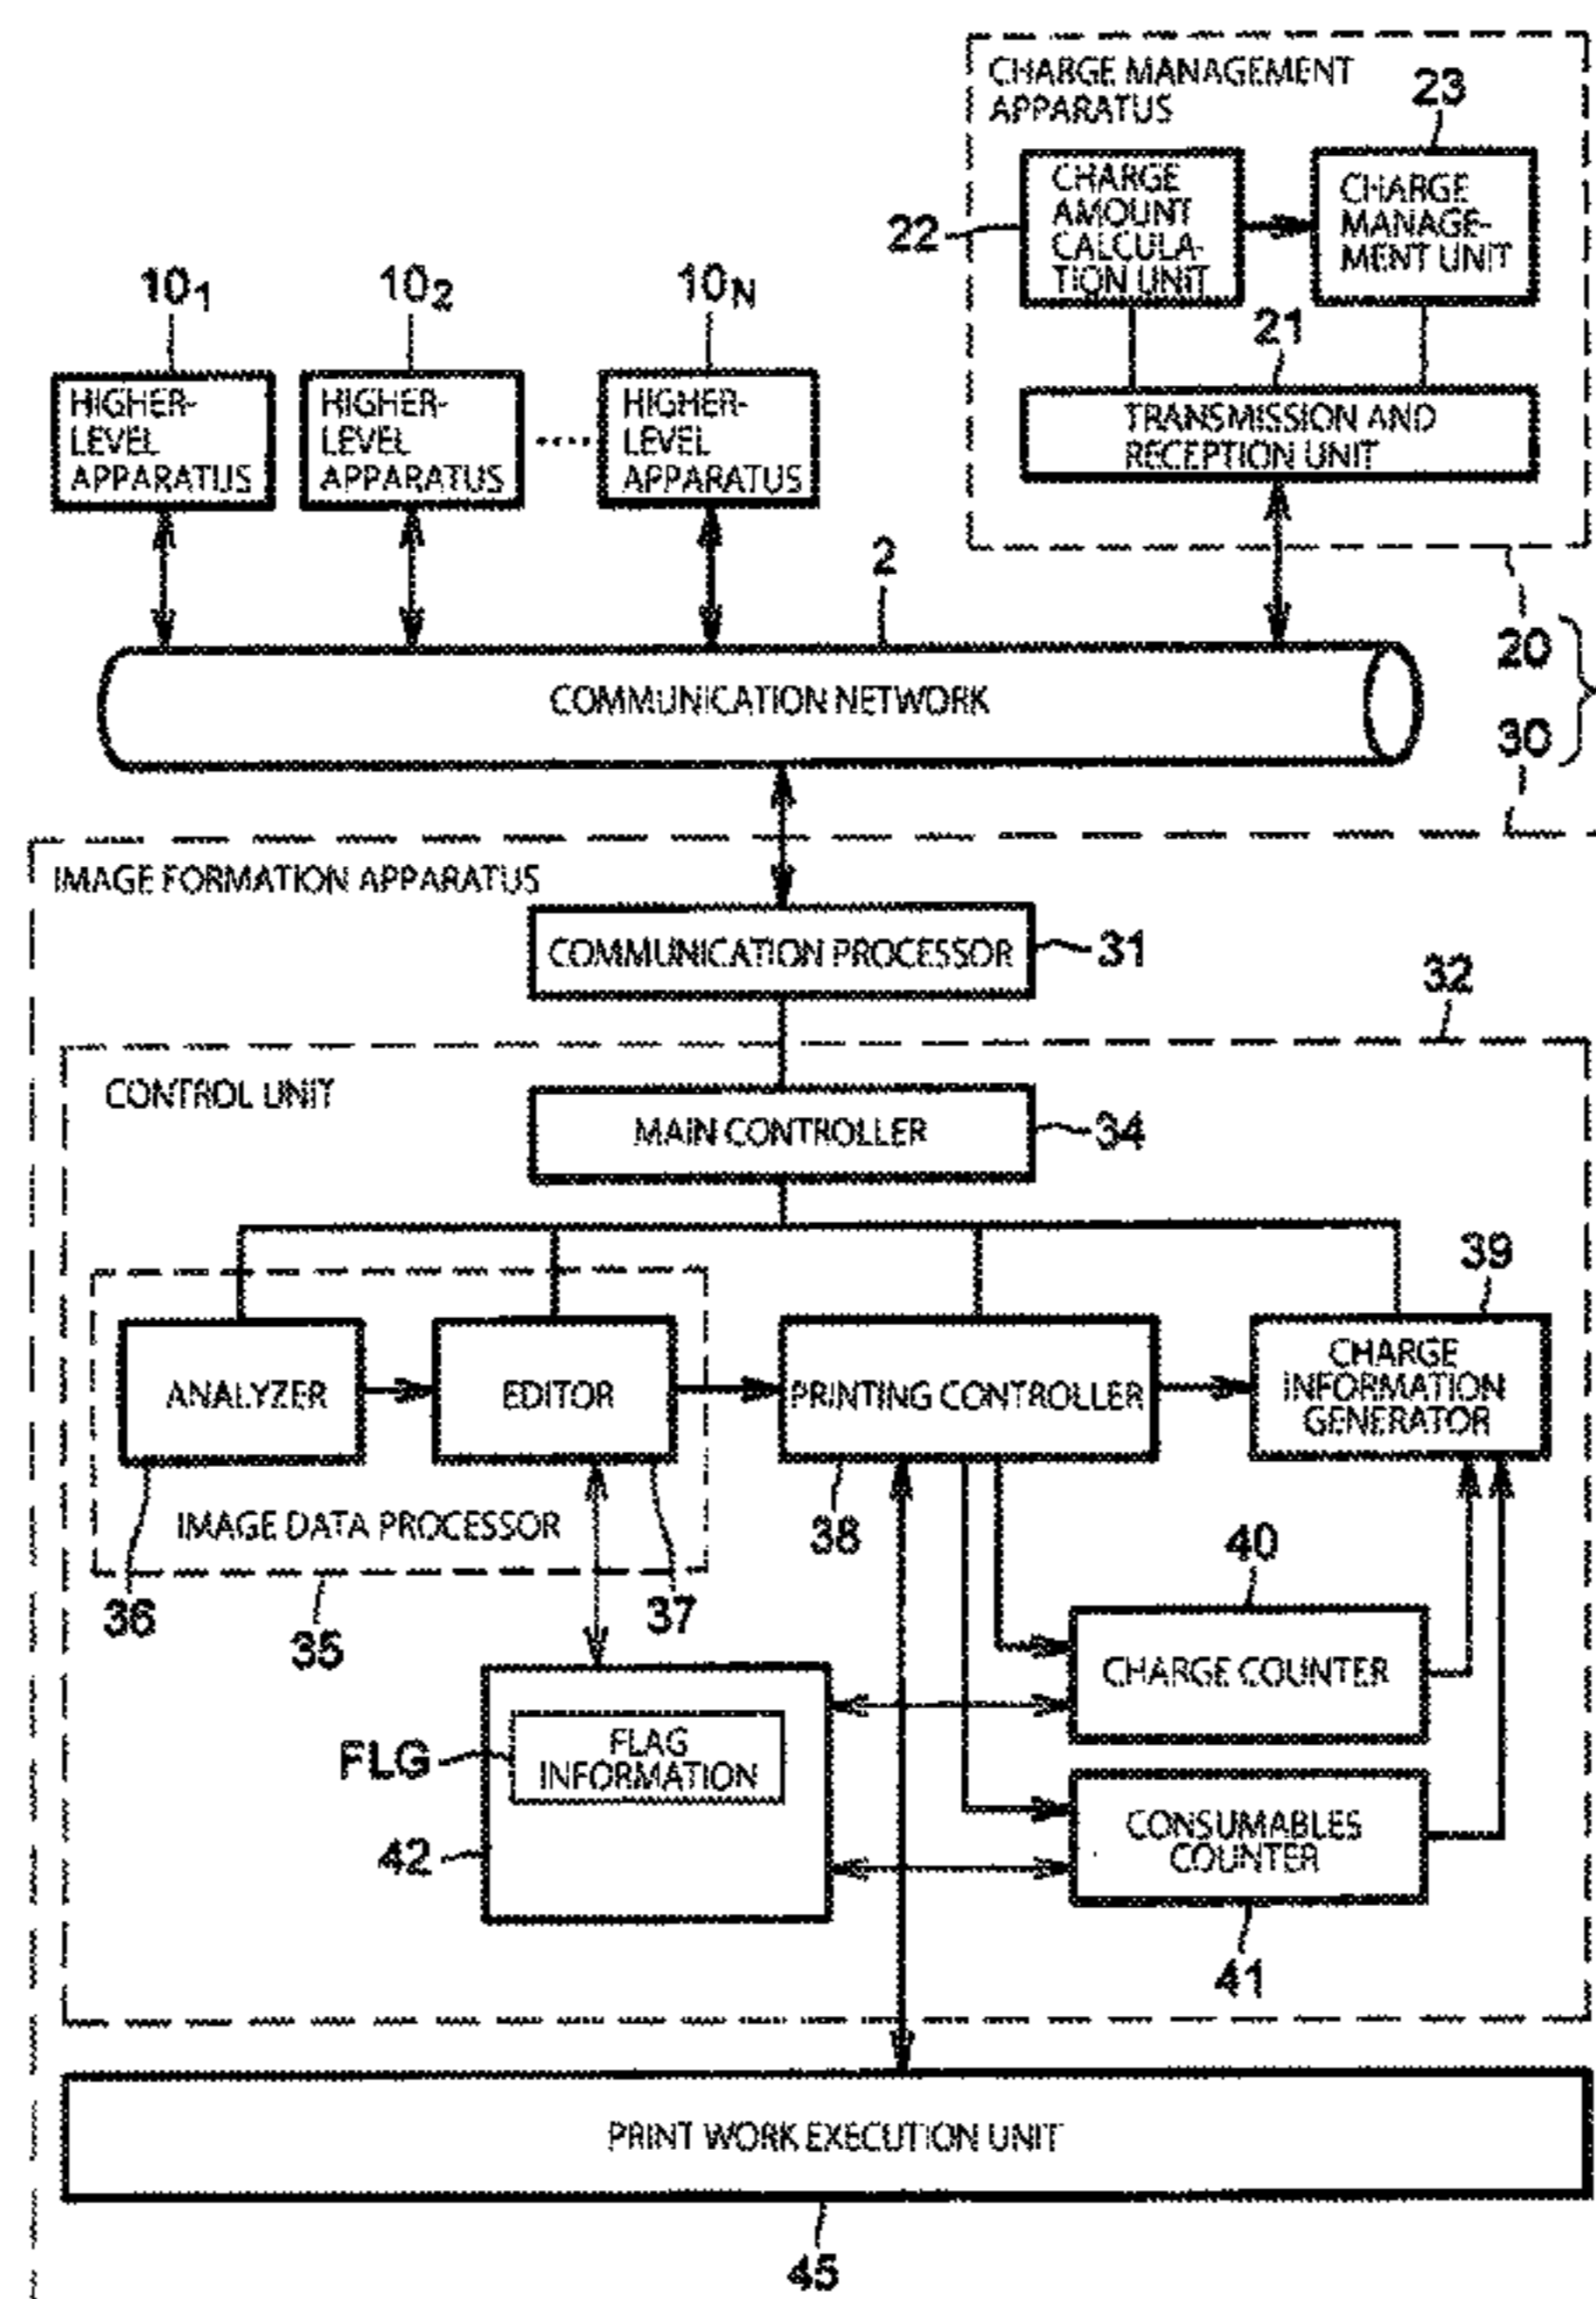 CHARGE MANAGEMENT
APPARATUS
23
CHARGE
AMOUNT
CALCULA-
TION UNIT
CHARGE
MANAGE-
MENT UNIT
22
21
TRANSMISSION AND
RECEPTION UNIT
10₁
10₂
10N
HIGHER-
LEVEL
APPARATUS
HIGHER-
LEVEL
APPARATUS
....
HIGHER-
LEVEL
APPARATUS
2
20
COMMUNICATION NETWORK
30
IMAGE FORMATION APPARATUS
COMMUNICATION PROCESSOR
31
32
CONTROL UNIT
MAIN CONTROLLER
34
39
ANALYZER
EDITOR
PRINTING CONTROLLER
CHARGE
INFORMATION
GENERATOR
IMAGE DATA PROCESSOR
38
40
36
35
37
CHARGE COUNTER
FLG
FLAG
INFORMATION
42
CONSUMABLES
COUNTER
41
PRINT WORK EXECUTION UNIT
45